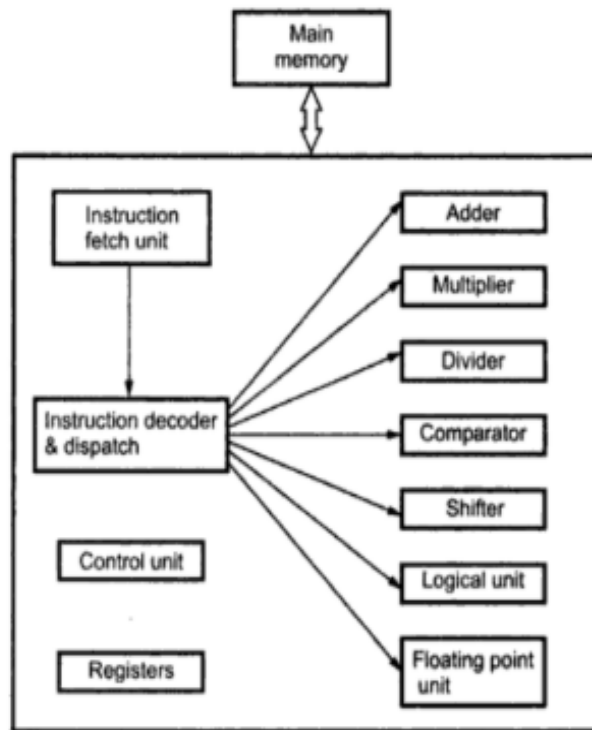 Main
memory
Instruction
fetch unit
Adder
Multiplier
Divider
Instruction decoder
& dispatch
Comparator
Shifter
Control unit
Logical unit
Registers
Floating point
unit